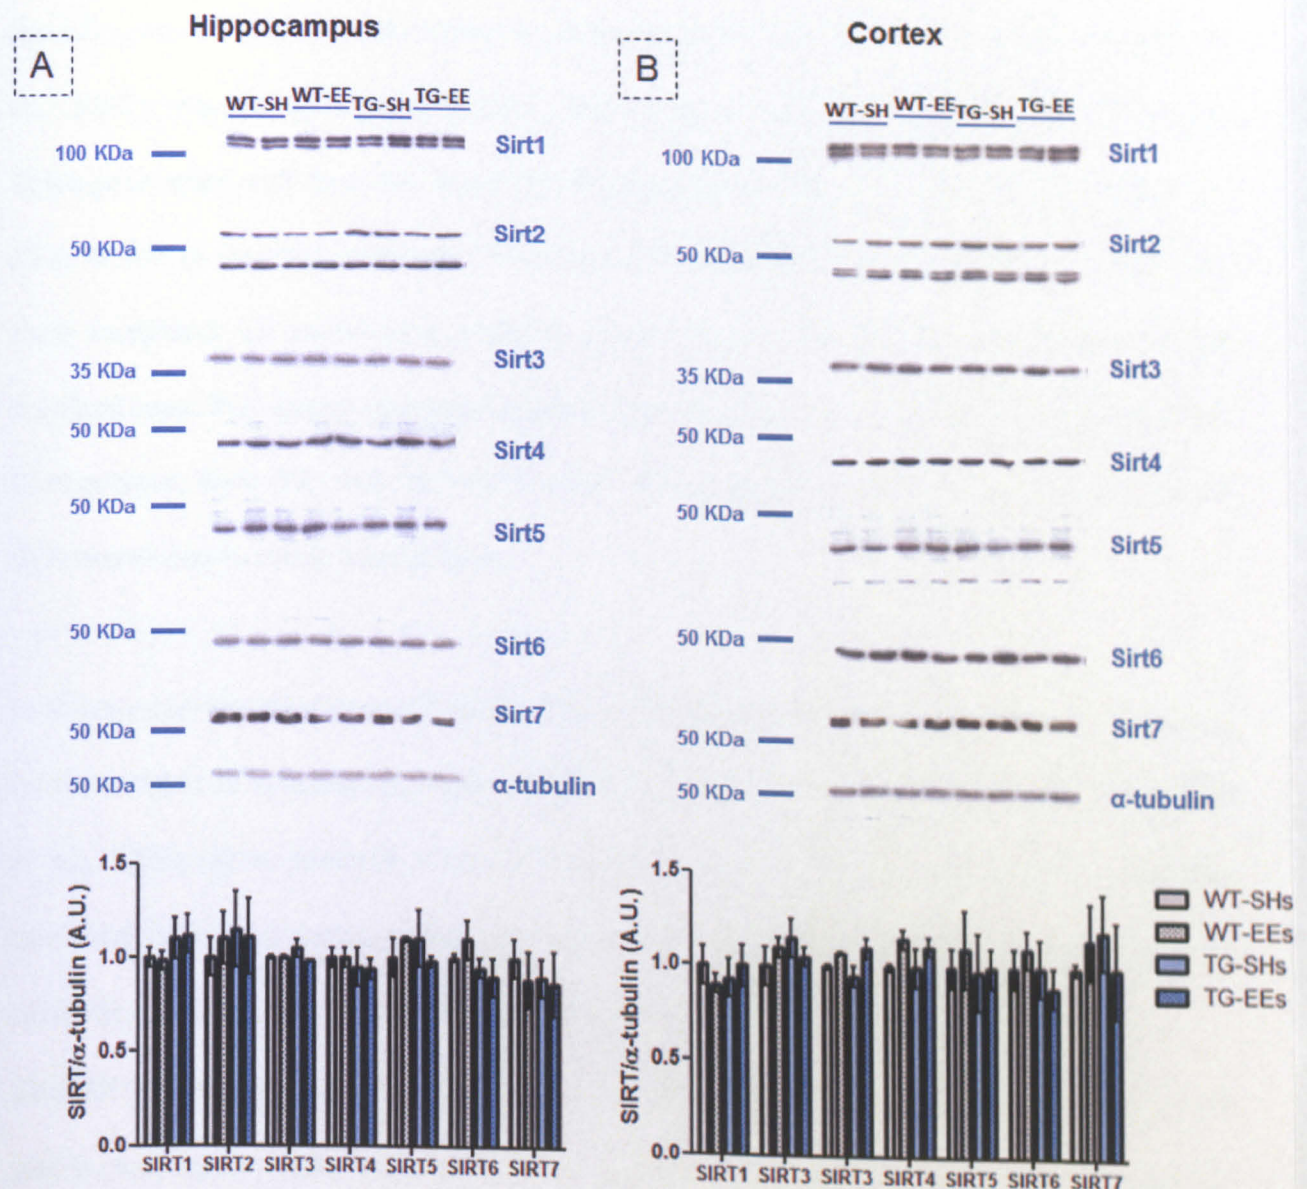 Hippocampus
A
WT-SH WT-EE TG-SH TG-EE
100 KDa Sirt1
50 KDa Sirt2
35 KDa Sirt3
50 KDa Sirt4
50 KDa Sirt5
50 KDa Sirt6
50 KDa Sirt7
50 KDa α-tubulin
SIRT/α-tubulin (A.U.)
1.5
1.0
0.5
0.0
SIRT1 SIRT2 SIRT3 SIRT4 SIRT5 SIRT6 SIRT7
Cortex
B
WT-SH WT-EE TG-SH TG-EE
100 KDa Sirt1
50 KDa Sirt2
35 KDa Sirt3
50 KDa Sirt4
50 KDa Sirt5
50 KDa Sirt6
50 KDa Sirt7
50 KDa α-tubulin
SIRT/α-tubulin (A.U.)
1.5
1.0
0.5
0.0
SIRT1 SIRT3 SIRT3 SIRT4 SIRT5 SIRT6 SIRT7
WT-SHs
WT-EEs
TG-SHs
TG-EEs